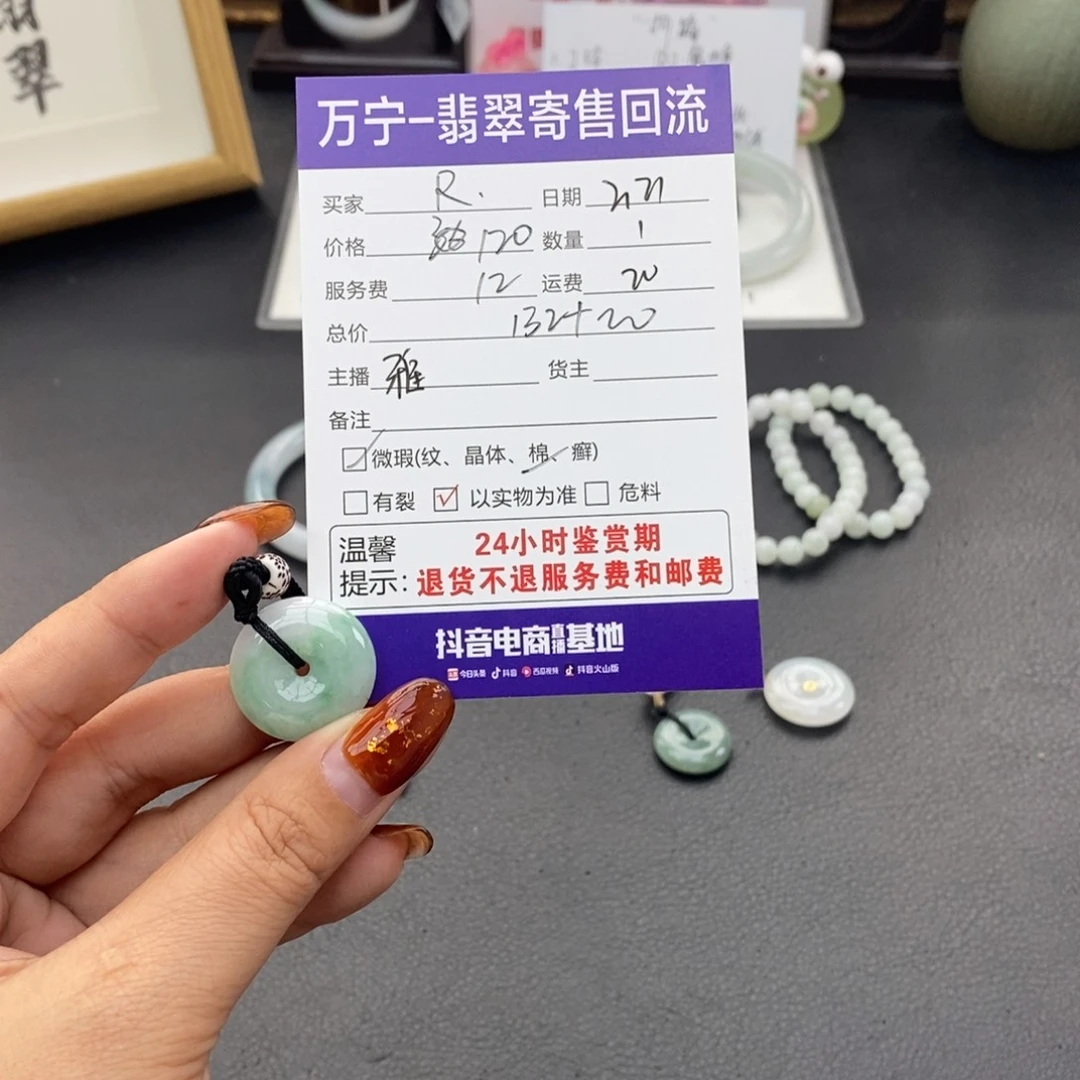 翡翠
万宁-翡翠寄售回流
买家 R. 日期
价格 120 数量 1
服务费 12 运费 20
总价 132+20
主播 雅 货主
备注
微瑕(纹、晶体、棉、癣)
有裂 以实物为准 危料
温馨提示: 24小时鉴赏期
退货不退服务费和邮费
抖音电商直播基地
今日头条 抖音 西瓜视频 抖音火山版